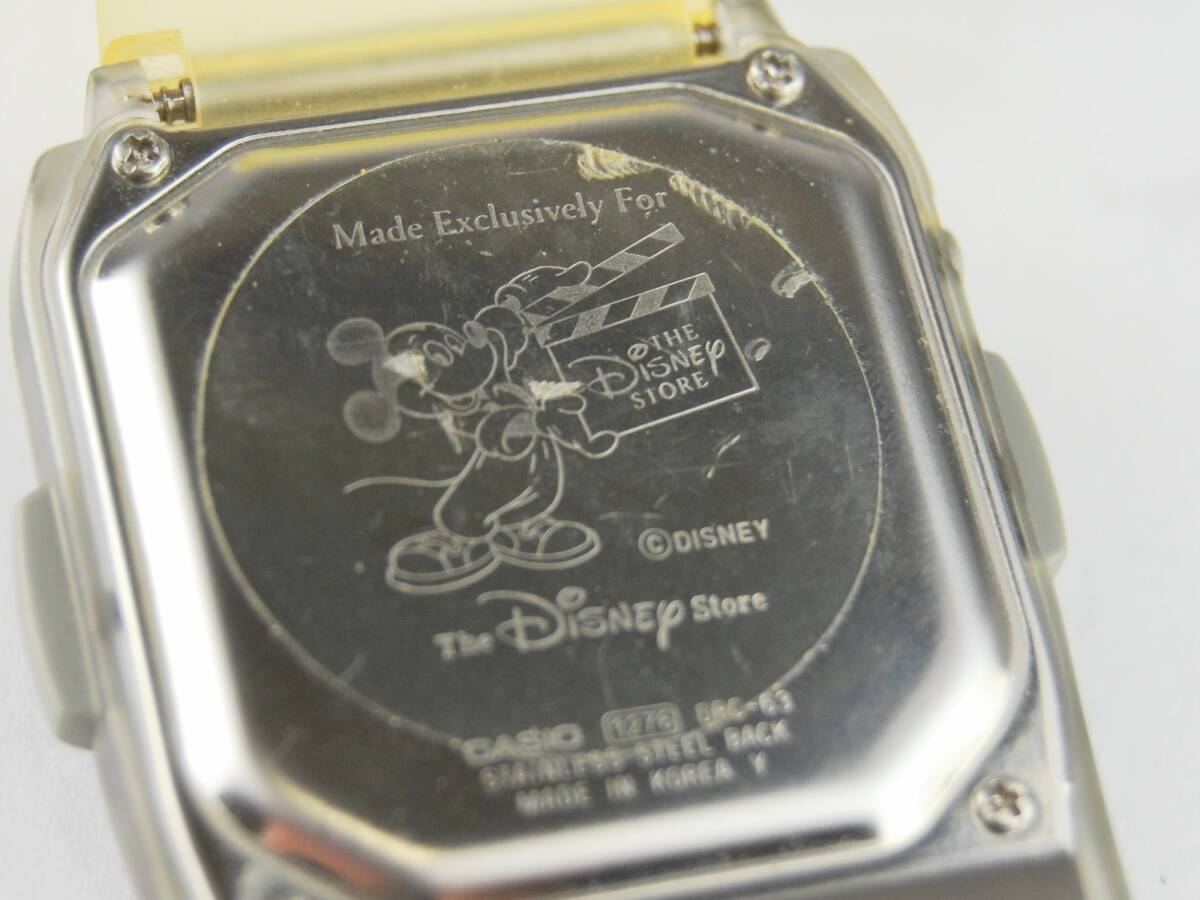 Made Exclusively For
THE
DISNEY
STORE
©DISNEY
The DISNEY Store
CASIO 1276 DBC-63
STAINLESS STEEL BACK
MADE IN KOREA Y